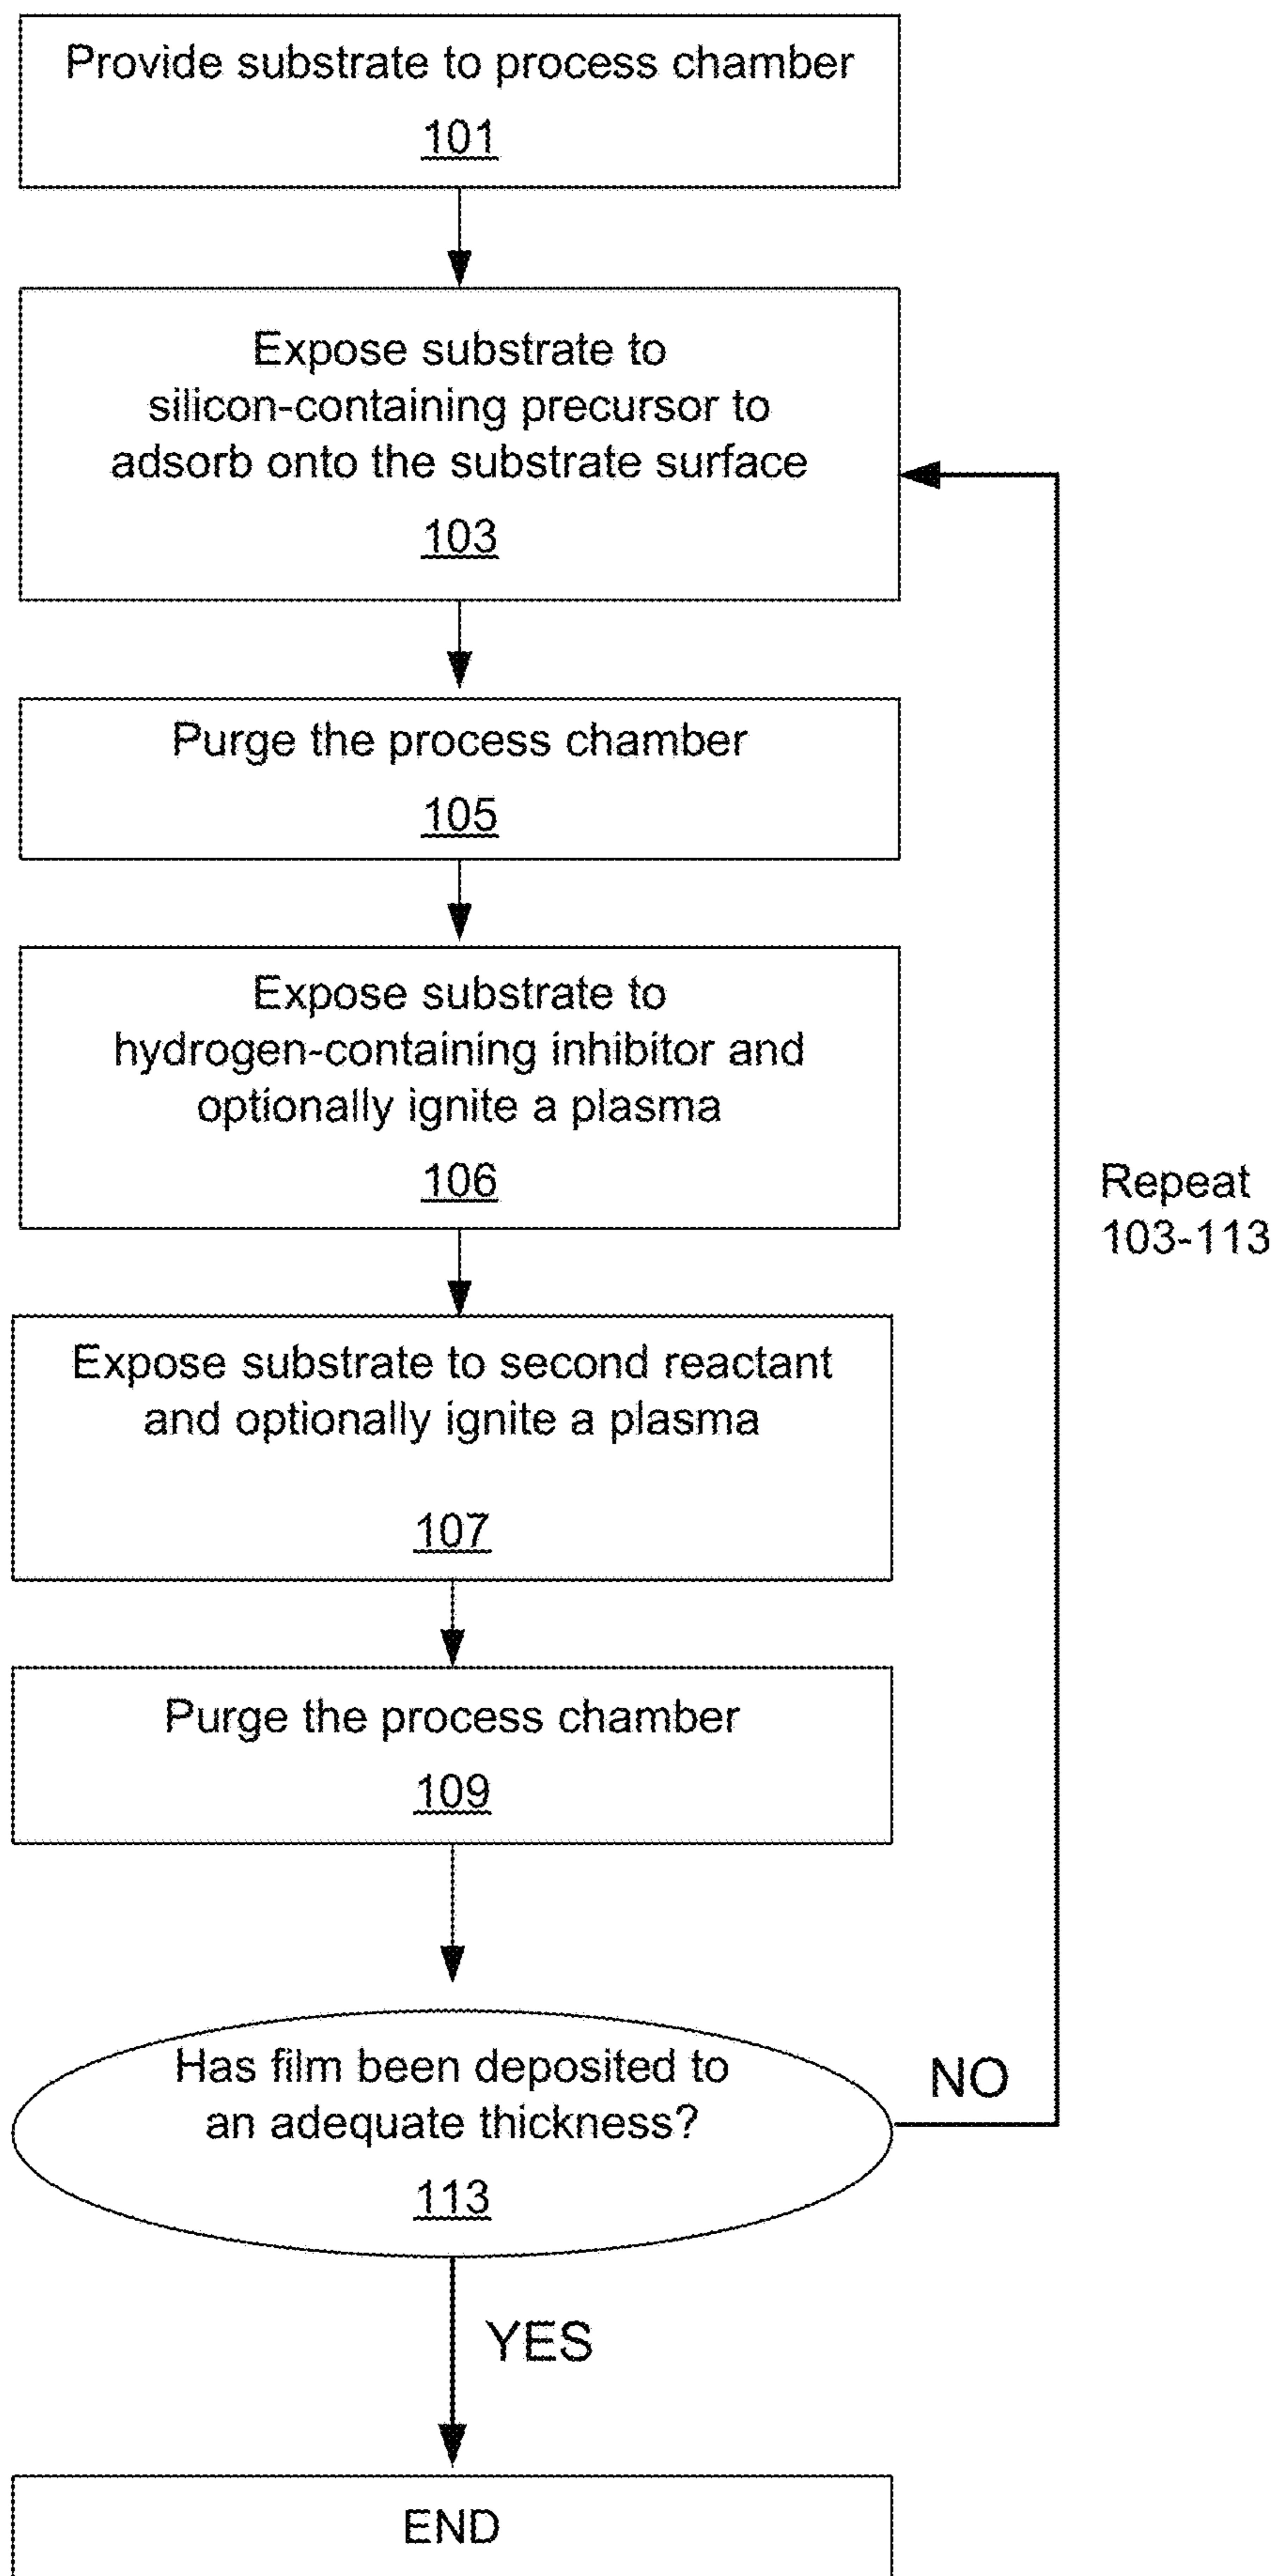 Provide substrate to process chamber
101
Expose substrate to
silicon-containing precursor to
adsorb onto the substrate surface
103
Purge the process chamber
105
Expose substrate to
hydrogen-containing inhibitor and
optionally ignite a plasma
106
Repeat
103-113
Expose substrate to second reactant
and optionally ignite a plasma
107
Purge the process chamber
109
Has film been deposited to
an adequate thickness?
113
NO
YES
END